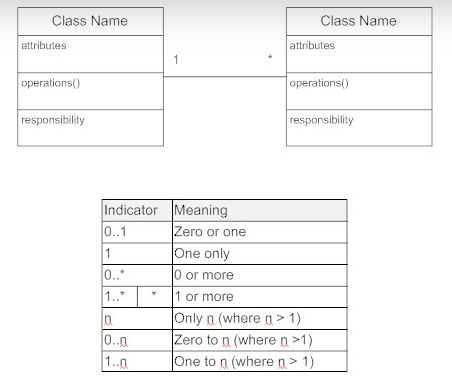 Class Name
attributes
operations()
responsibility
1 *
Class Name
attributes
operations()
responsibility
Indicator Meaning
0..1 Zero or one
1 One only
0..* 0 or more
1..* * 1 or more
n Only n (where n > 1)
0..n Zero to n (where n >1)
1..n One to n (where n > 1)